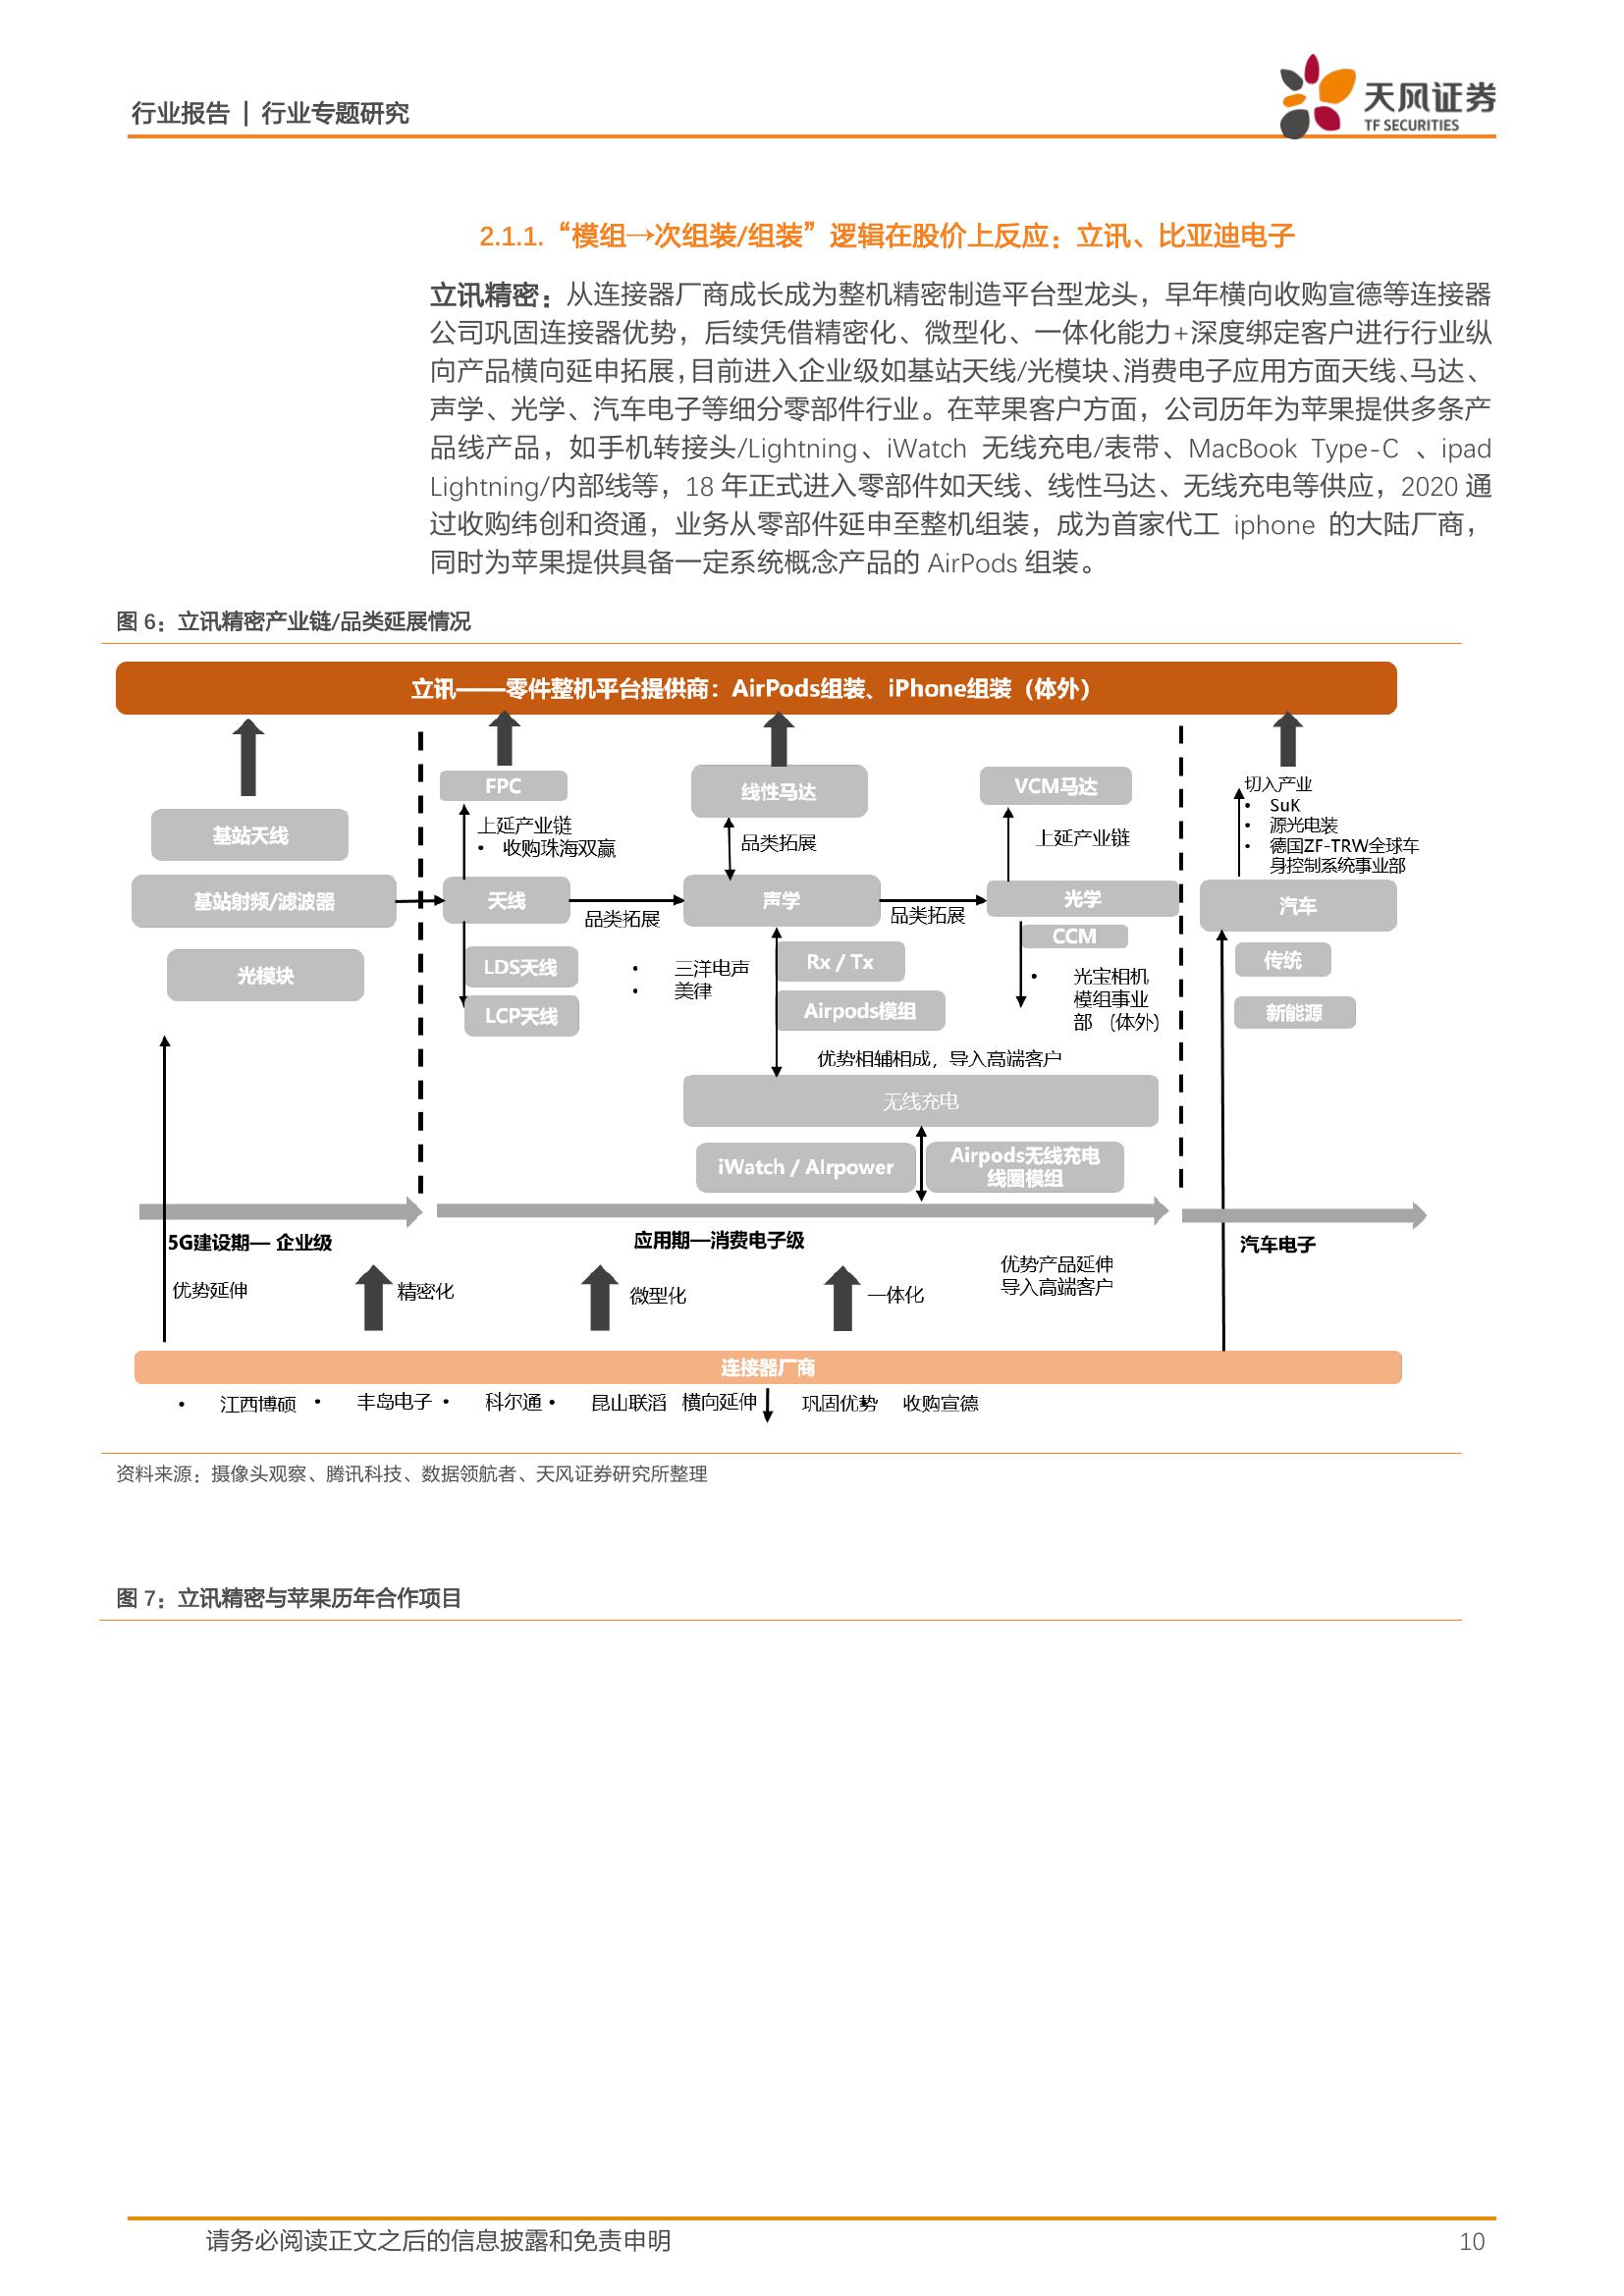 行业报告 | 行业专题研究
天风证券
TF SECURITIES
2.1.1.“模组→次组装/组装”逻辑在股价上反应：立讯、比亚迪电子
立讯精密：从连接器厂商成长成为整机精密制造平台型龙头，早年横向收购宣德等连接器
公司巩固连接器优势，后续凭借精密化、微型化、一体化能力+深度绑定客户进行行业纵
向产品横向延申拓展，目前进入企业级如基站天线/光模块、消费电子应用方面天线、马达、
声学、光学、汽车电子等细分零部件行业。在苹果客户方面，公司历年为苹果提供多条产
品线产品，如手机转接头/Lightning、iWatch 无线充电/表带、MacBook Type-C 、ipad
Lightning/内部线等，18 年正式进入零部件如天线、线性马达、无线充电等供应，2020 通
过收购纬创和资通，业务从零部件延申至整机组装，成为首家代工 iphone 的大陆厂商，
同时为苹果提供具备一定系统概念产品的 AirPods 组装。
图 6：立讯精密产业链/品类延展情况
立讯——零件整机平台提供商：AirPods组装、iPhone组装（体外）
基站天线
基站射频/滤波器
光模块
FPC
上延产业链
• 收购珠海双赢
天线
LDS天线
LCP天线
品类拓展
线性马达
品类拓展
声学
• 三洋电声
• 美律
Rx / Tx
Airpods模组
优势相辅相成，导入高端客户
无线充电
iWatch / AIrpower
Airpods无线充电
线圈模组
品类拓展
VCM马达
上延产业链
光学
CCM
• 光宝相机
模组事业
部 （体外）
切入产业
• SuK
• 源光电装
• 德国ZF-TRW全球车
身控制系统事业部
汽车
传统
新能源
5G建设期— 企业级
应用期—消费电子级
汽车电子
优势延伸
精密化
微型化
一体化
优势产品延伸
导入高端客户
连接器厂商
• 江西博硕 • 丰岛电子 • 科尔通 • 昆山联滔 横向延伸 巩固优势 收购宣德
资料来源：摄像头观察、腾讯科技、数据领航者、天风证券研究所整理
图 7：立讯精密与苹果历年合作项目
请务必阅读正文之后的信息披露和免责申明 10